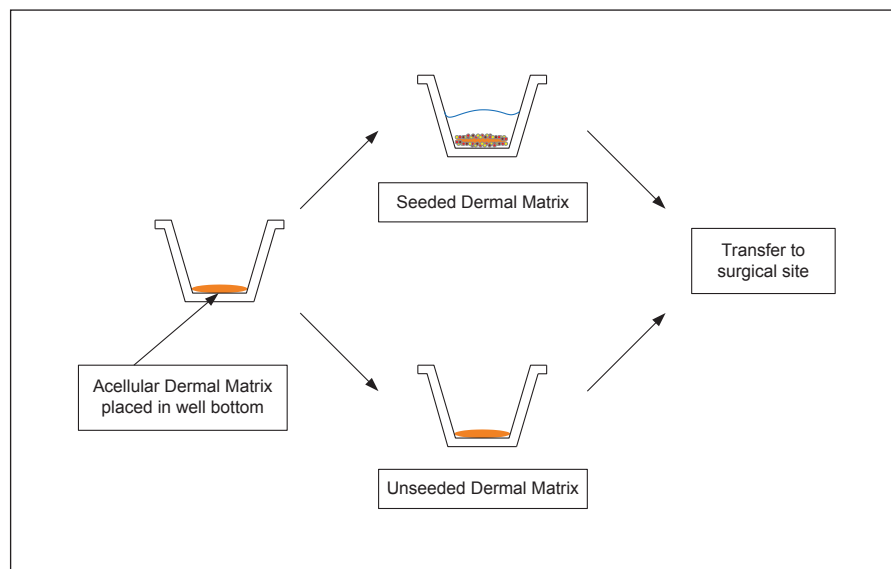 Seeded Dermal Matrix
Transfer to
surgical site
Acellular Dermal Matrix
placed in well bottom
Unseeded Dermal Matrix